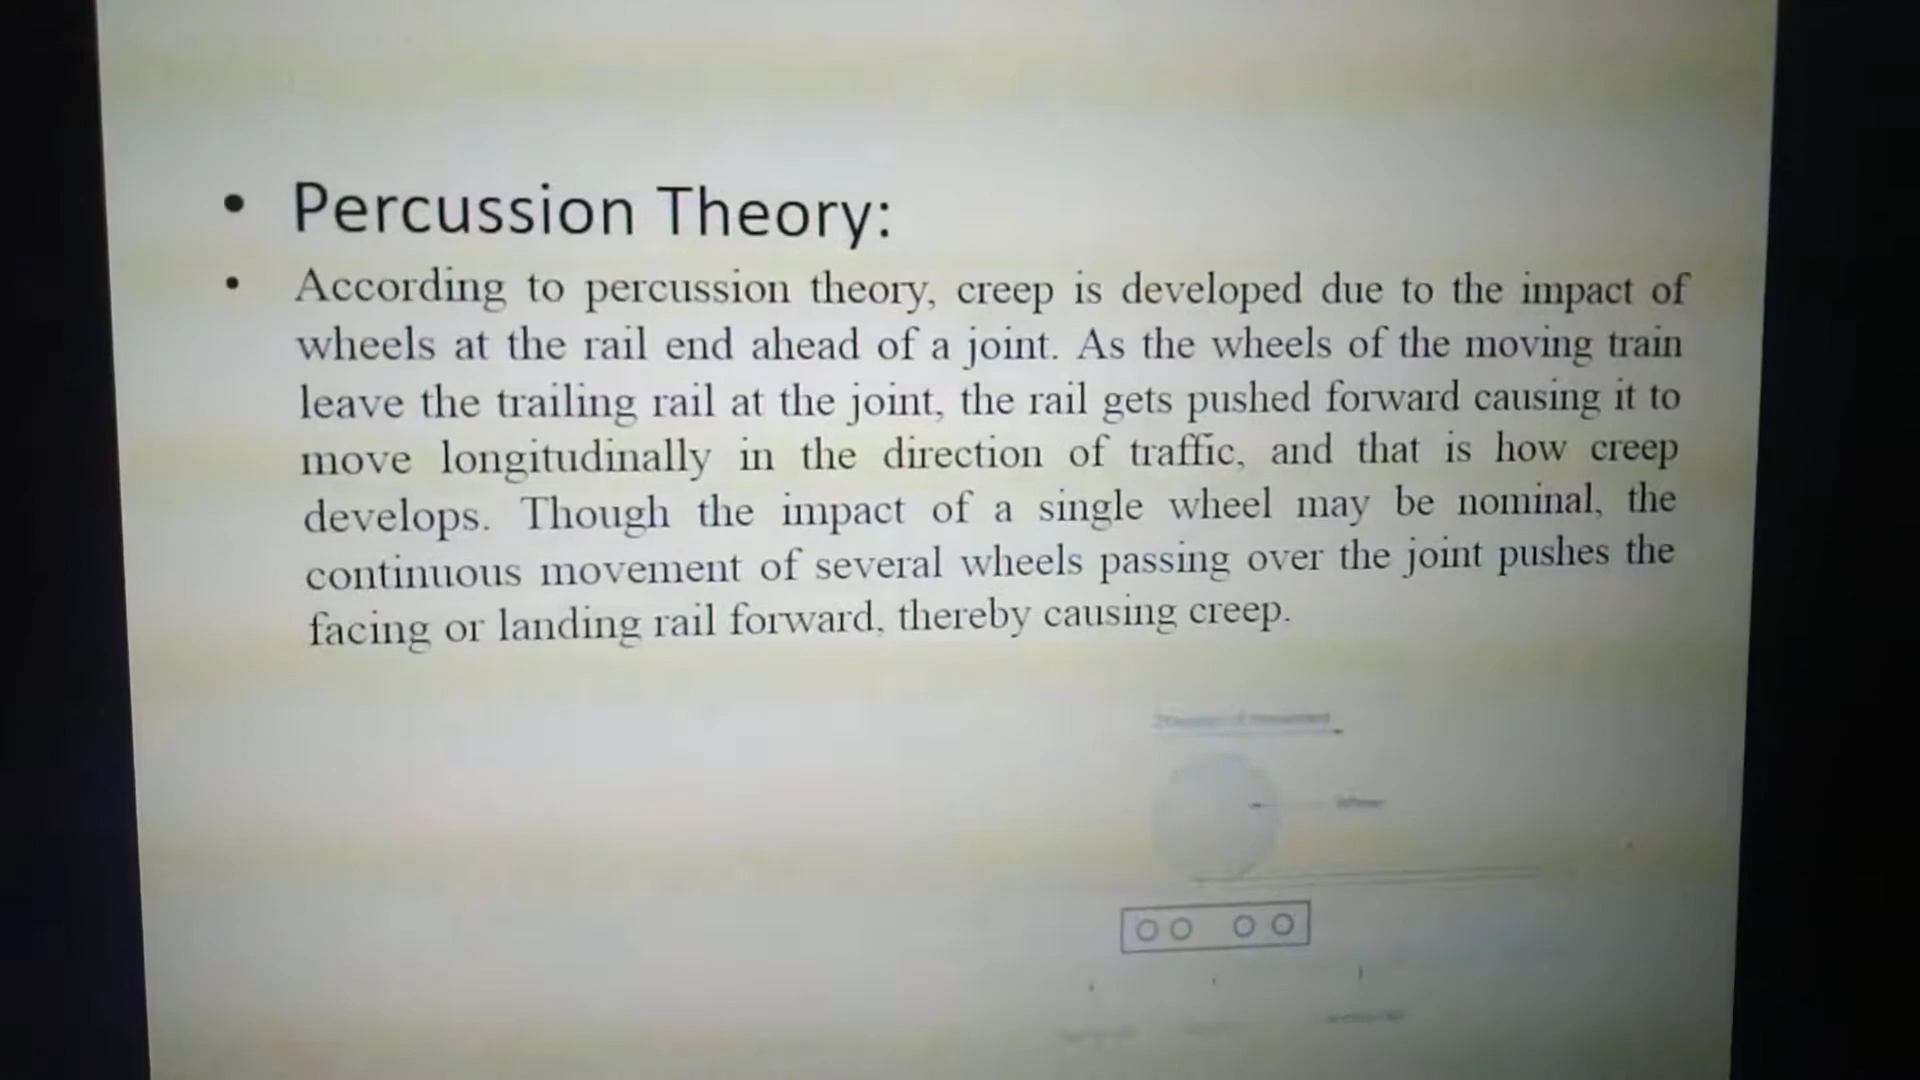 • Percussion Theory:
• According to percussion theory, creep is developed due to the impact of
wheels at the rail end ahead of a joint. As the wheels of the moving train
leave the trailing rail at the joint, the rail gets pushed forward causing it to
move longitudinally in the direction of traffic, and that is how creep
develops. Though the impact of a single wheel may be nominal, the
continuous movement of several wheels passing over the joint pushes the
facing or landing rail forward, thereby causing creep.